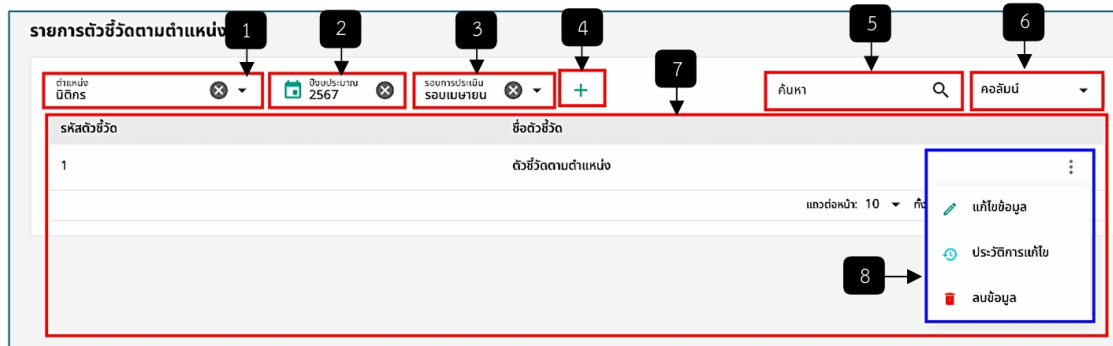 รายการตัวชี้วัดตามตำแหน่ง
1
2
3
4
5
6
7
ตำแหน่ง
นิติกร
ปีงบประมาณ
2567
รอบการประเมิน
รอบเมษายน
+
ค้นหา
คอลัมน์
รหัสตัวชี้วัด
ชื่อตัวชี้วัด
1
ตัวชี้วัดตามตำแหน่ง
แถวต่อหน้า: 10
แก้ไขข้อมูล
ประวัติการแก้ไข
8
ลบข้อมูล